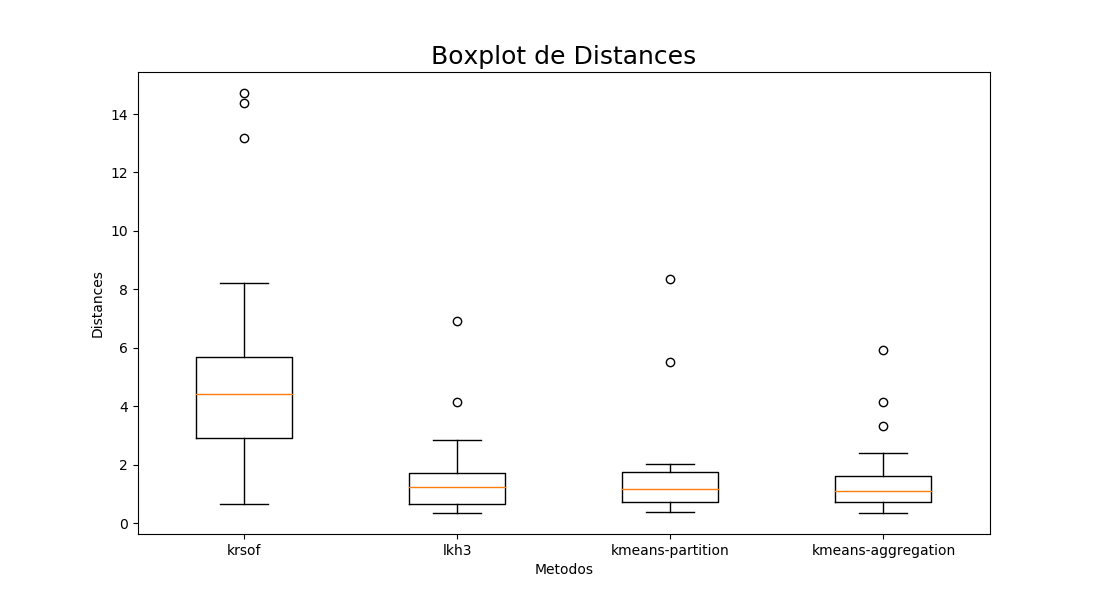 Boxplot de Distances
Distances
14
12
10
8
6
4
2
0
krsof lkh3 kmeans-partition kmeans-aggregation
Metodos